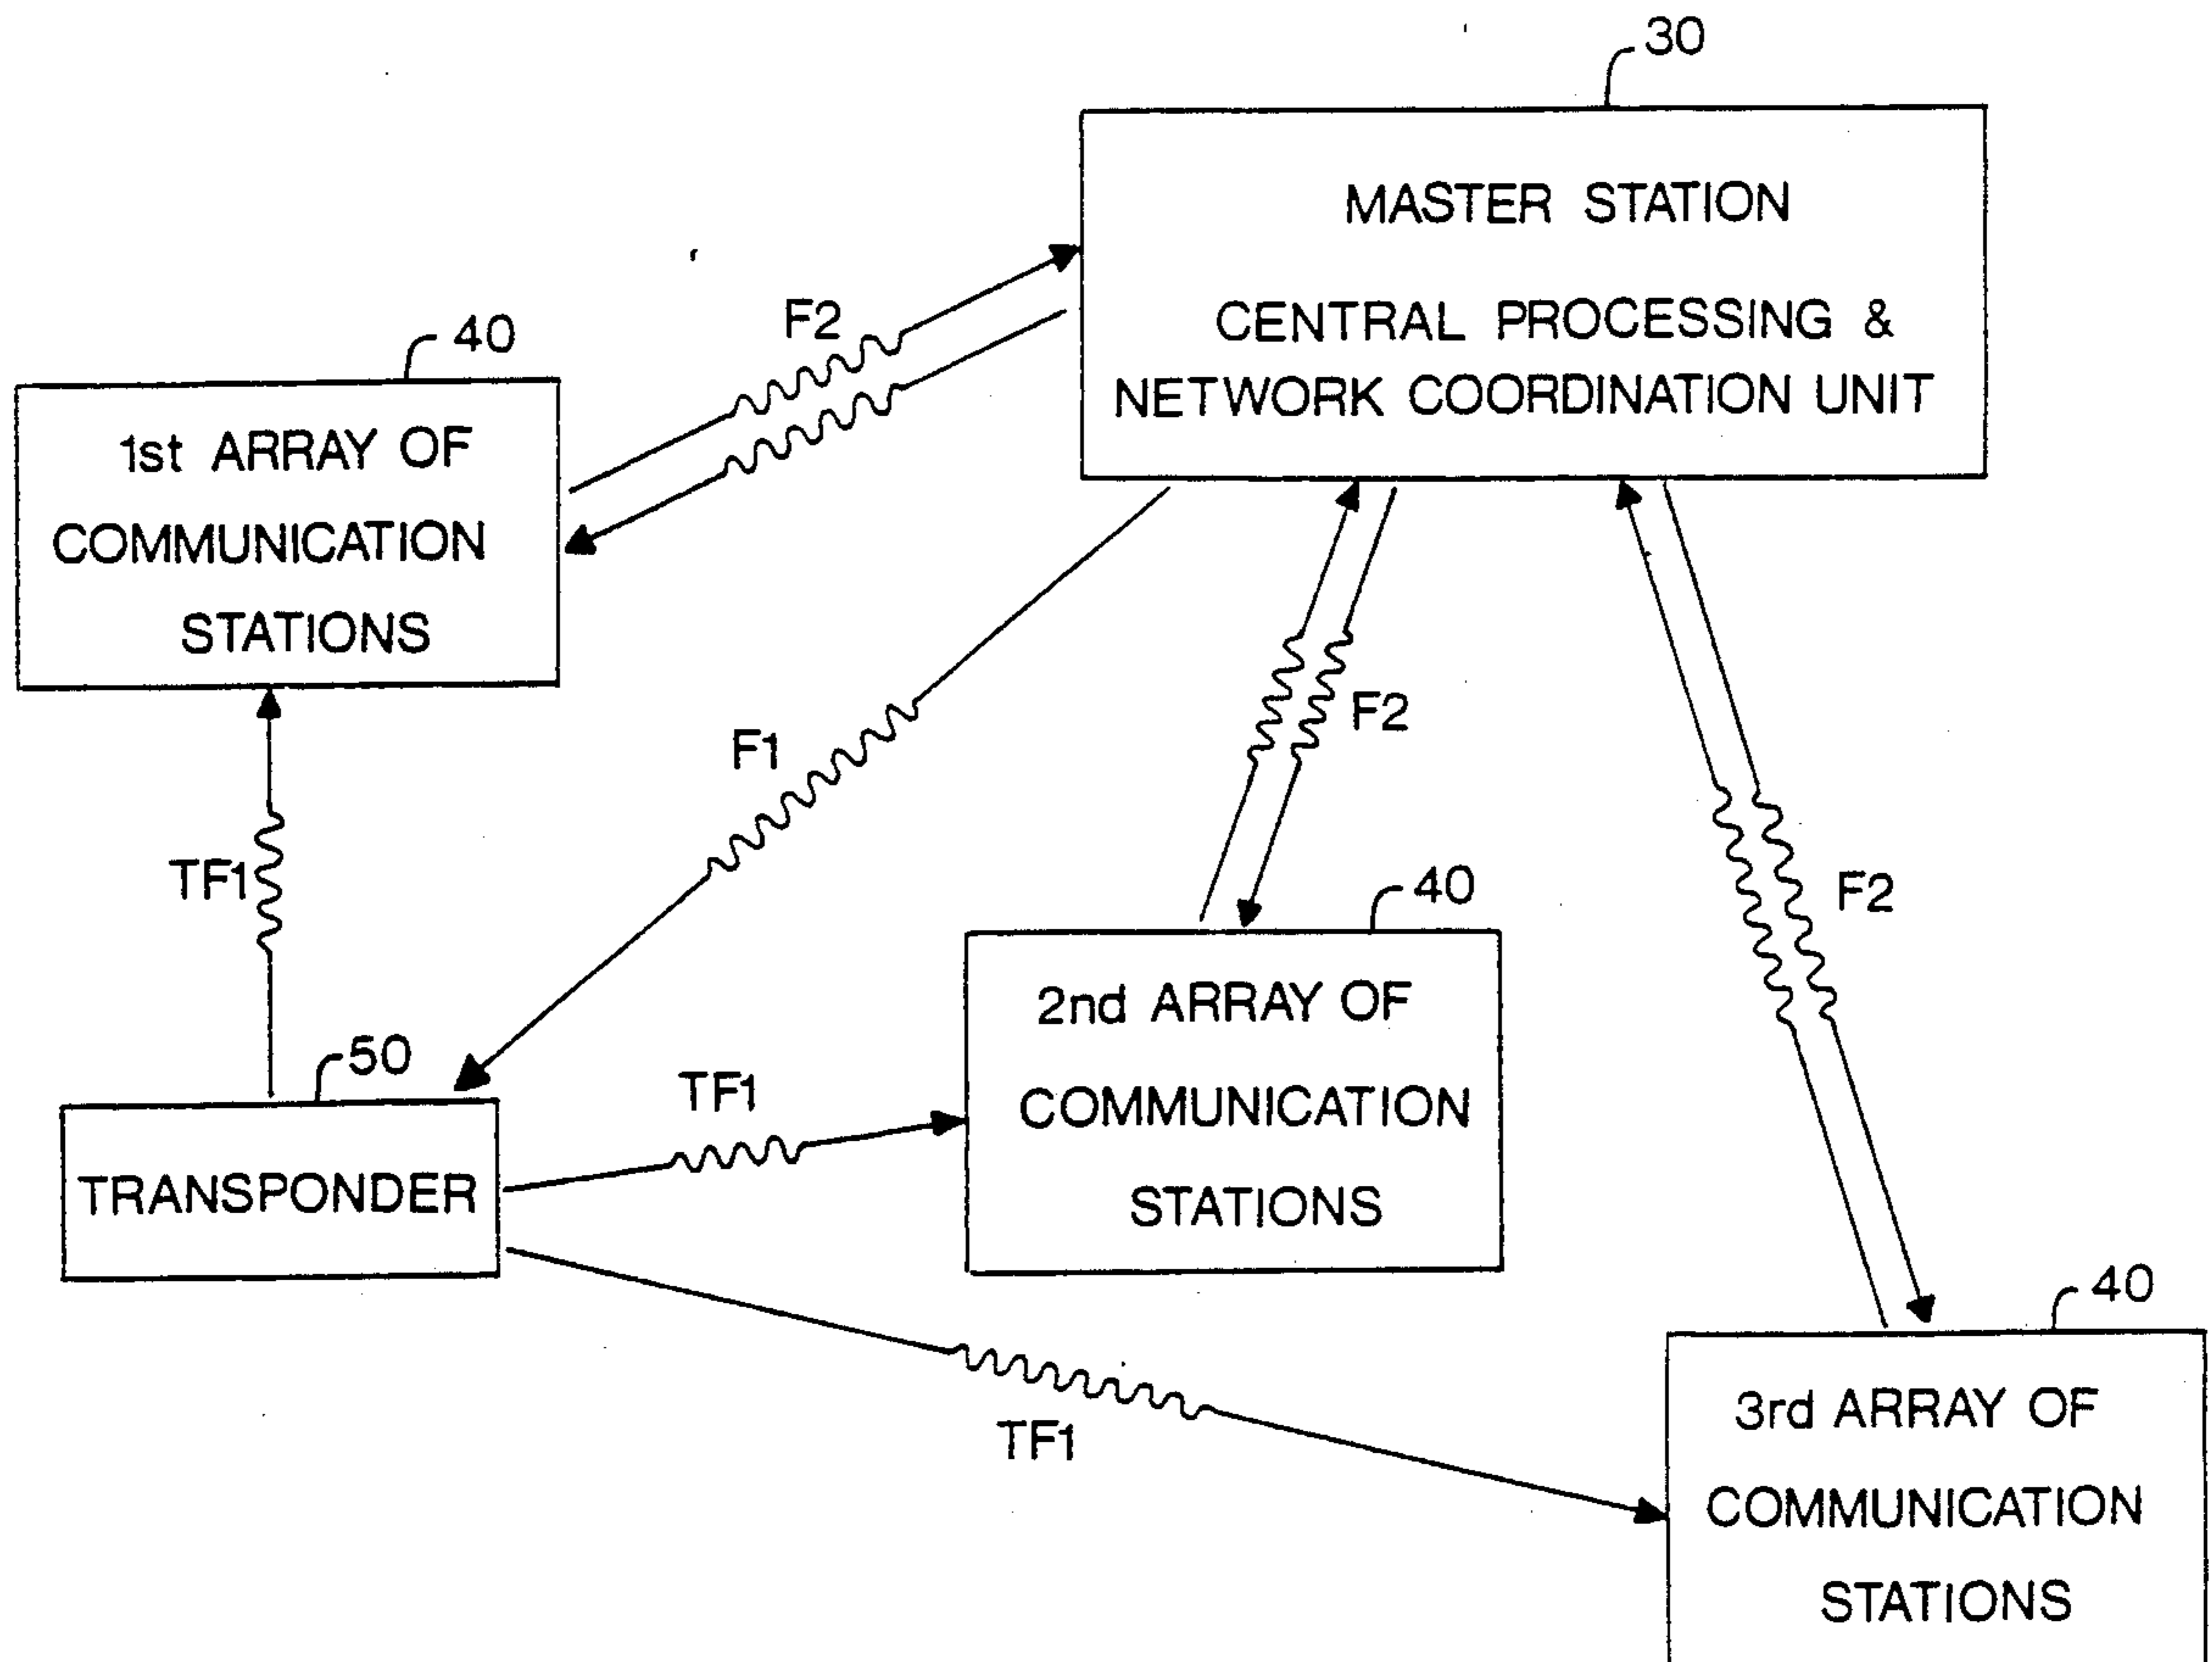 30
MASTER STATION
CENTRAL PROCESSING &
NETWORK COORDINATION UNIT
F2
40
1st ARRAY OF
COMMUNICATION
STATIONS
F1
F2
TF1
F2
40
2nd ARRAY OF
COMMUNICATION
STATIONS
50
TRANSPONDER
TF1
TF1
40
3rd ARRAY OF
COMMUNICATION
STATIONS